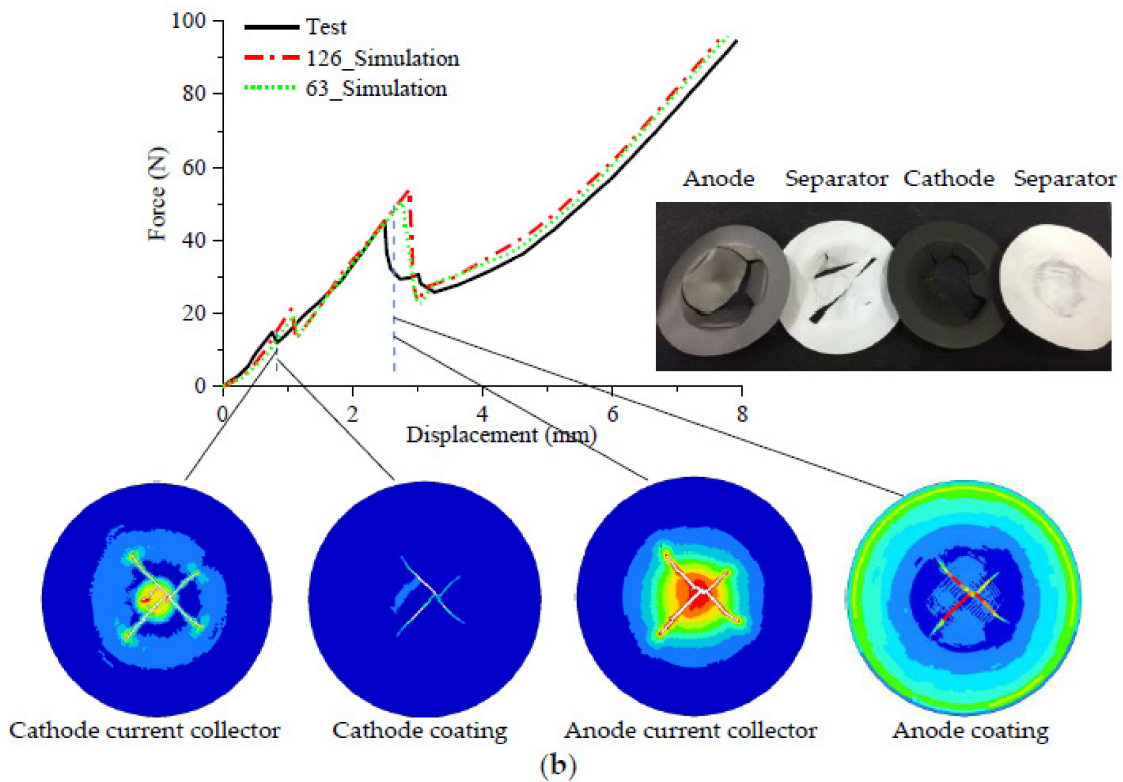 100
80
60
40
20
0
Force (N)
Test
126_Simulation
63_Simulation
Anode Separator Cathode Separator
0 2 4 6 8
Displacement (mm)
Cathode current collector Cathode coating Anode current collector Anode coating
(b)